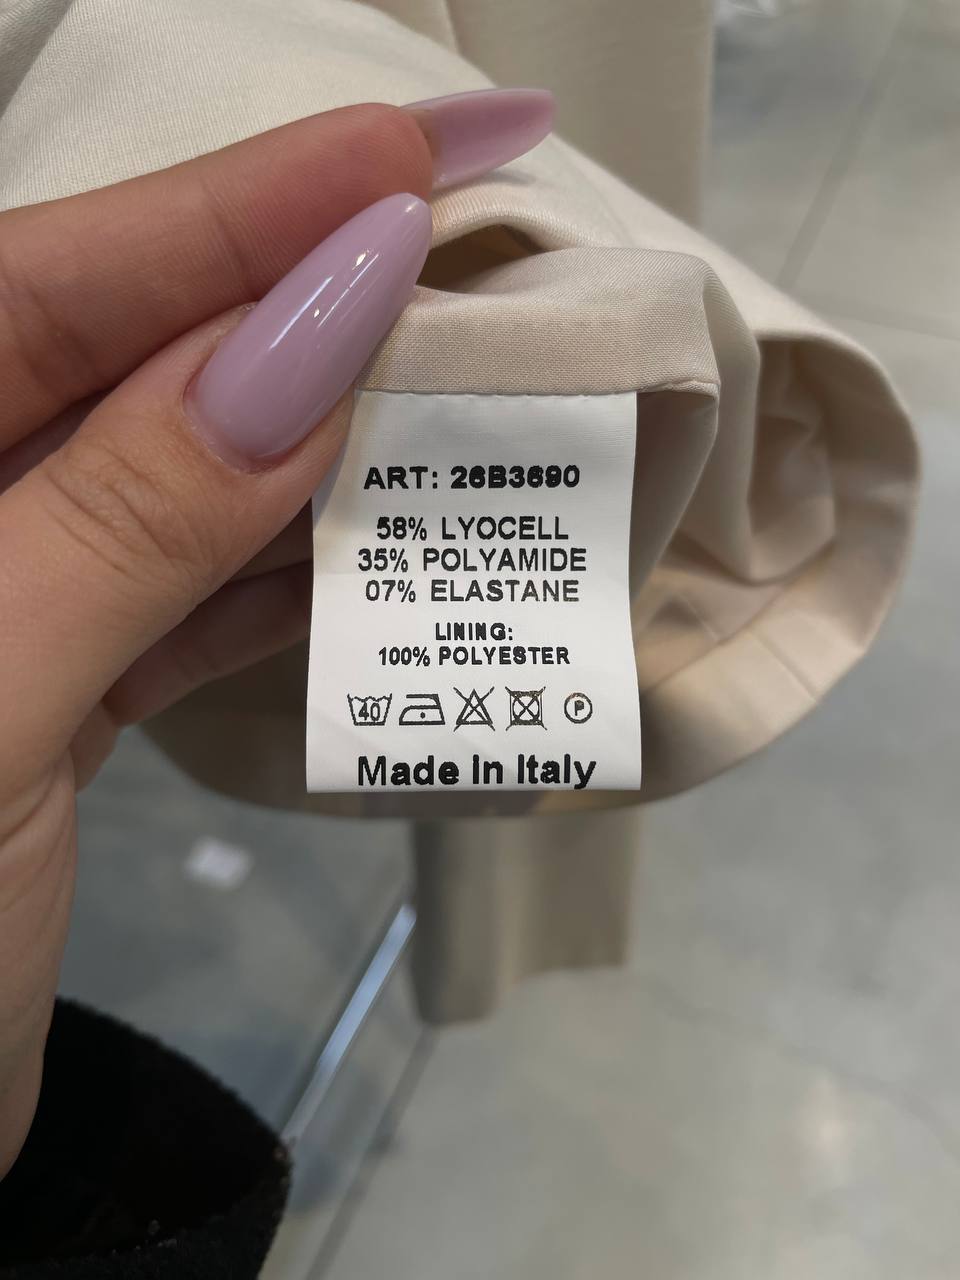 ART: 26B3690
58% LYOCELL
35% POLYAMIDE
07% ELASTANE
LINING:
100% POLYESTER
40 P
Made in Italy